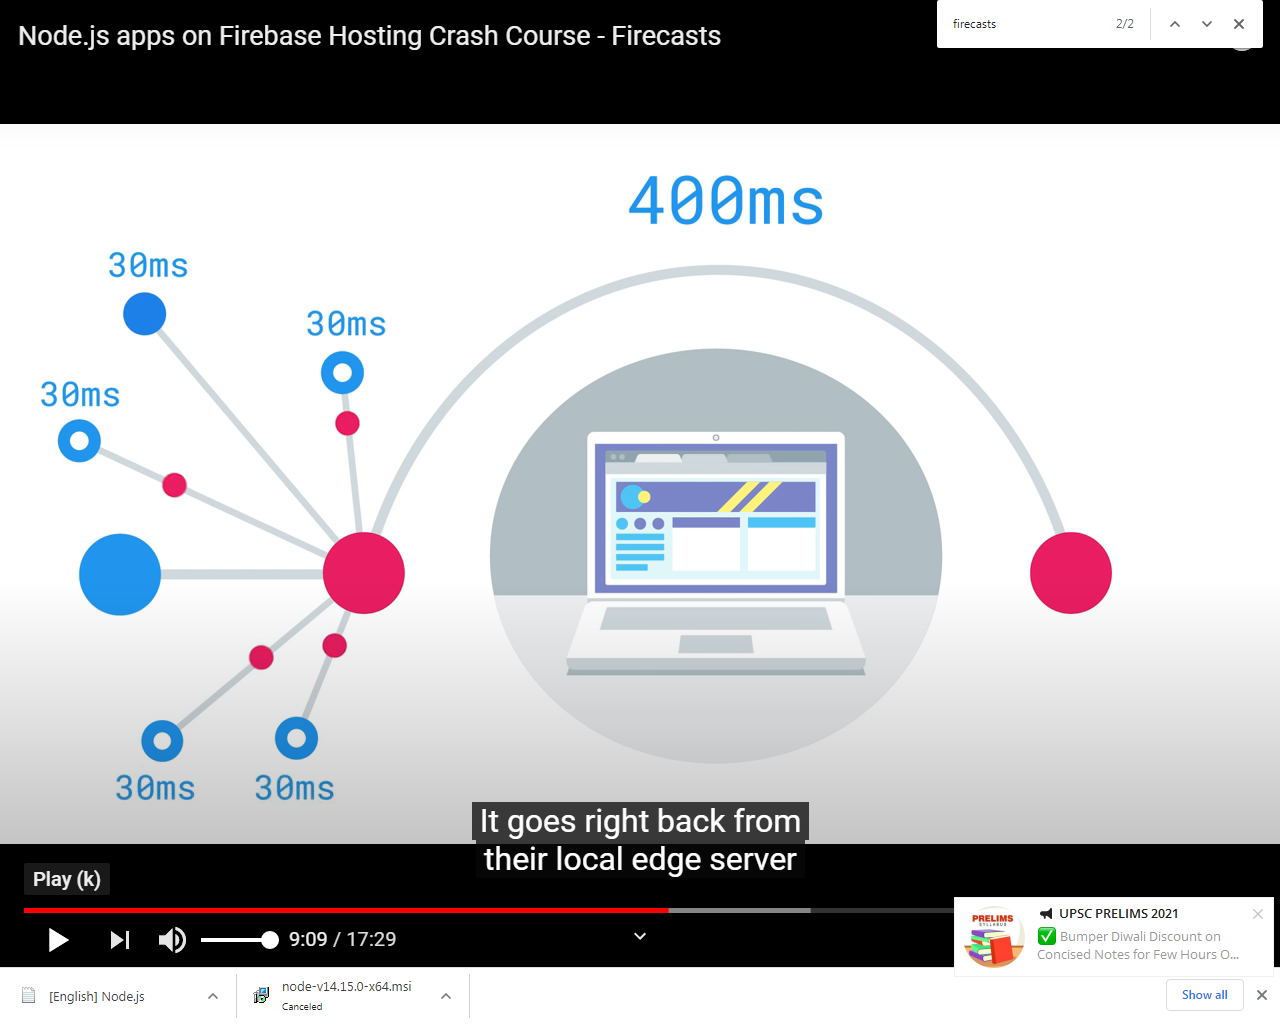 Node.js apps on Firebase Hosting Crash Course - Firecasts
firecasts
2/2
400ms
30ms
30ms
30ms
30ms
30ms
It goes right back from
their local edge server
Play (k)
9:09 / 17:29
PRELIMS
SYLLABUS
UPSC PRELIMS 2021
Bumper Diwali Discount on
Concised Notes for Few Hours O...
[English] Node.js
node-v14.15.0-x64.msi
Canceled
Show all